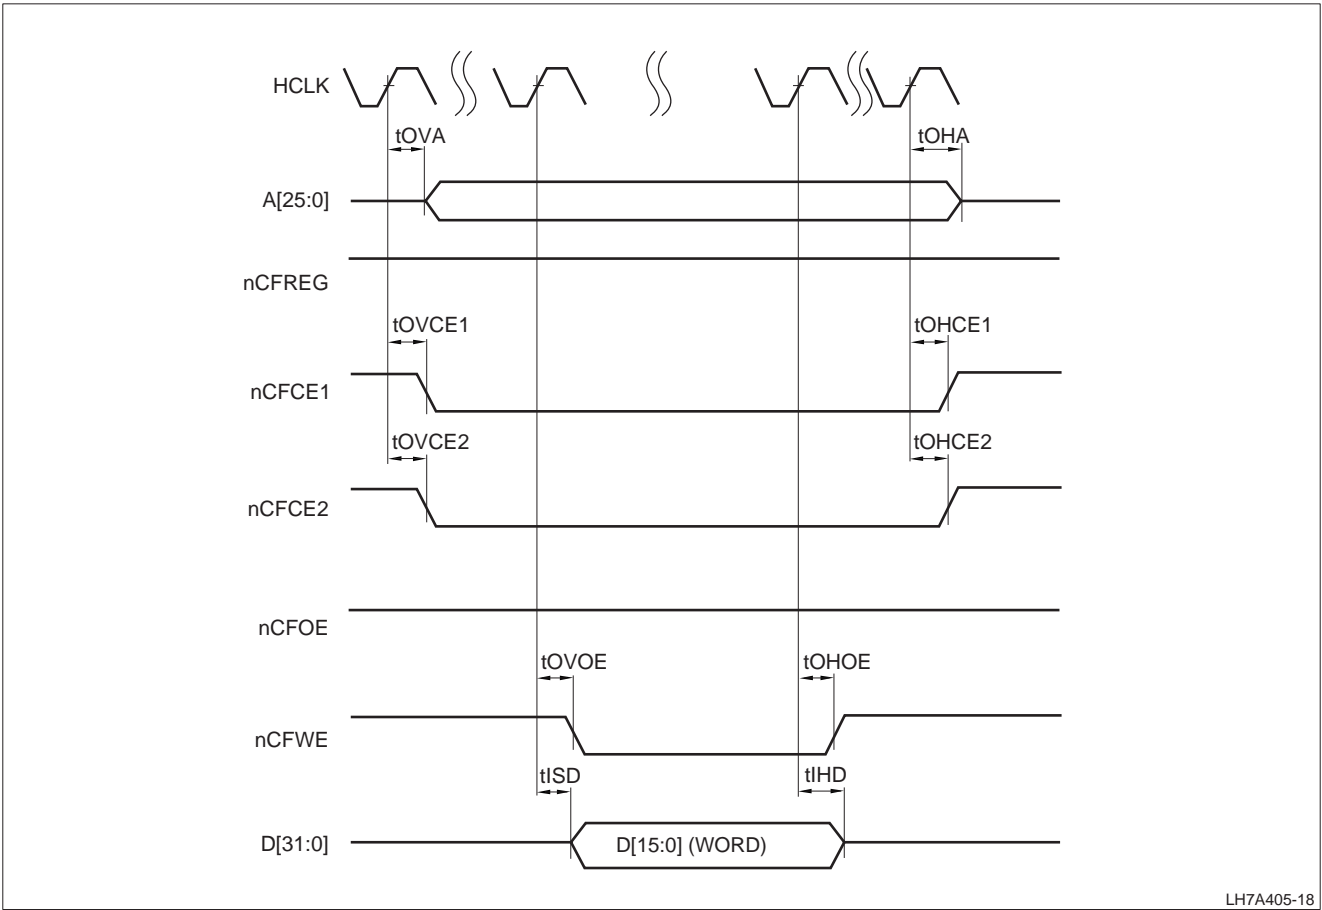 HCLK
tOVA
tOHA
A[25:0]
nCFREG
tOVCE1
tOHCE1
nCFCE1
tOVCE2
tOHCE2
nCFCE2
nCFOE
tOVOE
tOHOE
nCFWE
tISD
tIHD
D[31:0]
D[15:0] (WORD)
LH7A405-18